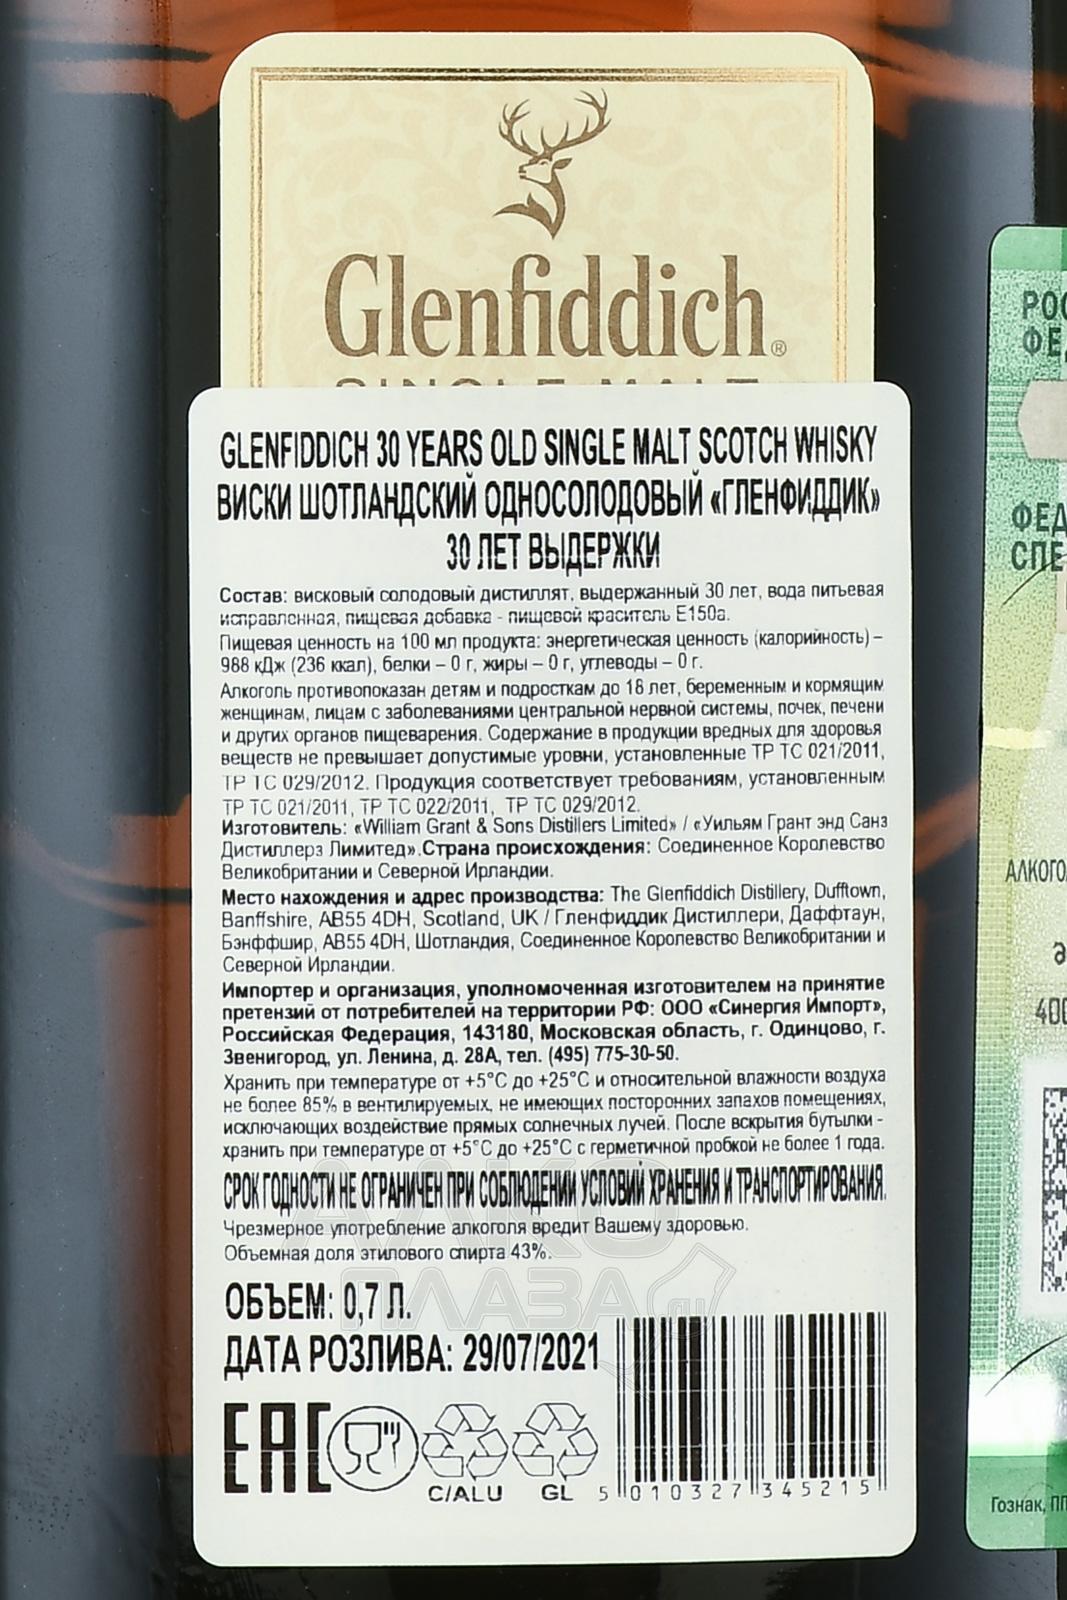 Glenfiddich®
SINGLE MALT
GLENFIDDICH 30 YEARS OLD SINGLE MALT SCOTCH WHISKY
ВИСКИ ШОТЛАНДСКИЙ ОДНОСОЛОДОВЫЙ «ГЛЕНФИДДИК»
30 ЛЕТ ВЫДЕРЖКИ
Состав: висковый солодовый дистиллят, выдержанный 30 лет, вода питьевая
исправленная, пищевая добавка - пищевой краситель Е150а.
Пищевая ценность на 100 мл продукта: энергетическая ценность (калорийность) –
988 кДж (236 ккал), белки – 0 г, жиры – 0 г, углеводы – 0 г.
Алкоголь противопоказан детям и подросткам до 18 лет, беременным и кормящим
женщинам, лицам с заболеваниями центральной нервной системы, почек, печени
и других органов пищеварения. Содержание в продукции вредных для здоровья
веществ не превышает допустимые уровни, установленные ТР ТС 021/2011,
ТР ТС 029/2012. Продукция соответствует требованиям, установленным
ТР ТС 021/2011, ТР ТС 022/2011, ТР ТС 029/2012.
Изготовитель: «William Grant & Sons Distillers Limited» / «Уильям Грант энд Санз
Дистиллерз Лимитед».Страна происхождения: Соединенное Королевство
Великобритании и Северной Ирландии.
Место нахождения и адрес производства: The Glenfiddich Distillery, Dufftown,
Banffshire, AB55 4DH, Scotland, UK / Гленфиддик Дистиллери, Даффтаун,
Бэнффшир, AB55 4DH, Шотландия, Соединенное Королевство Великобритании и
Северной Ирландии.
Импортер и организация, уполномоченная изготовителем на принятие
претензий от потребителей на территории РФ: ООО «Синергия Импорт»,
Российская Федерация, 143180, Московская область, г. Одинцово, г.
Звенигород, ул. Ленина, д. 28А, тел. (495) 775-30-50.
Хранить при температуре от +5°С до +25°С и относительной влажности воздуха
не более 85% в вентилируемых, не имеющих посторонних запахов помещениях,
исключающих воздействие прямых солнечных лучей. После вскрытия бутылки -
хранить при температуре от +5°С до +25°С с герметичной пробкой не более 1 года.
СРОК ГОДНОСТИ НЕ ОГРАНИЧЕН ПРИ СОБЛЮДЕНИИ УСЛОВИЙ ХРАНЕНИЯ И ТРАНСПОРТИРОВАНИЯ.
Чрезмерное употребление алкоголя вредит Вашему здоровью.
Объемная доля этилового спирта 43%.
АЛКО
ПЛАЗА.ru
ОБЪЕМ: 0,7 Л.
ДАТА РОЗЛИВА: 29/07/2021
EAC
C/ALU
GL
5 010327 345215
РОС
ФЕД
ФЕД
СПЕ
АЛКОГО
400
Гознак, ПП